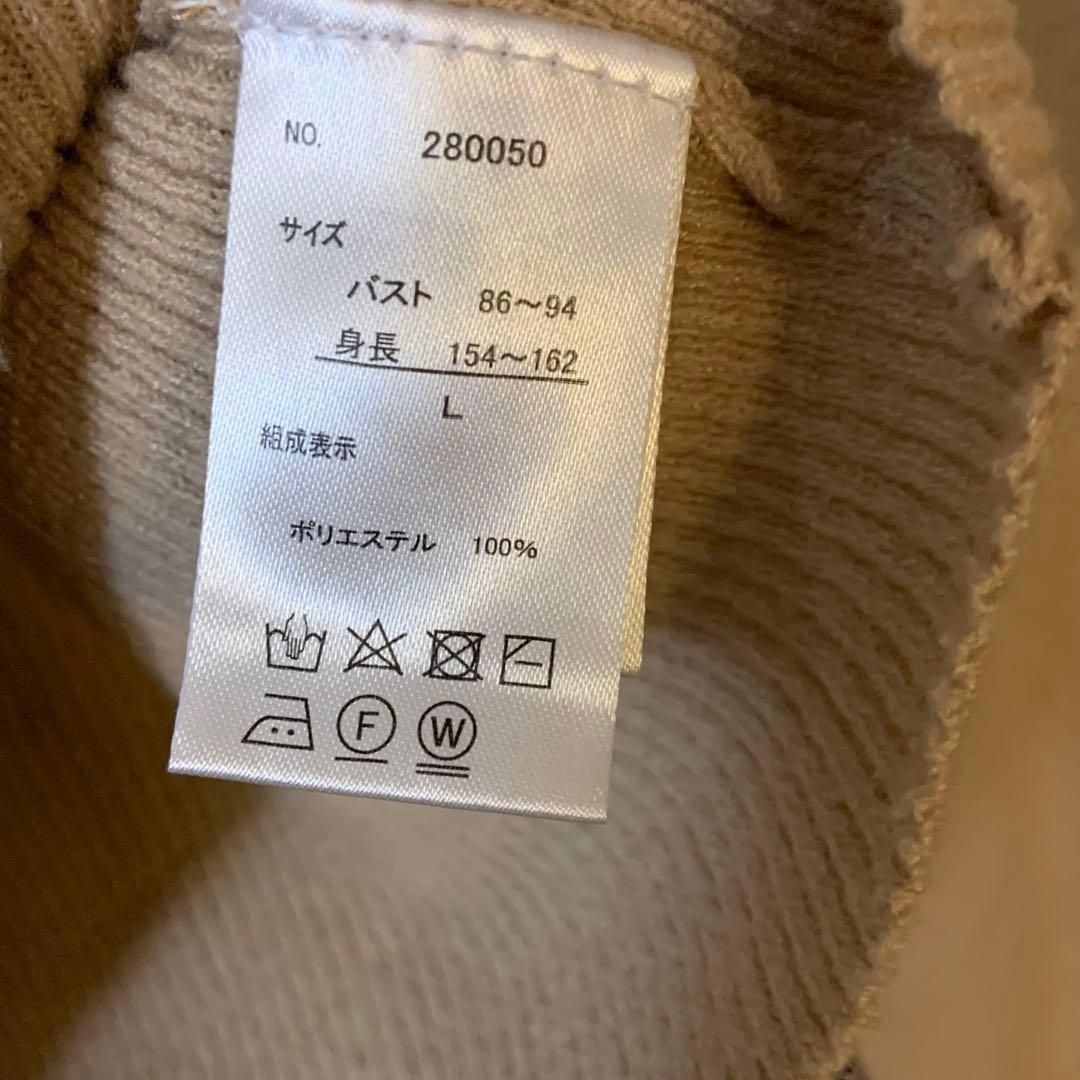 NO. 280050
サイズ
バスト 86～94
身長 154～162
L
組成表示
ポリエステル 100%
F W